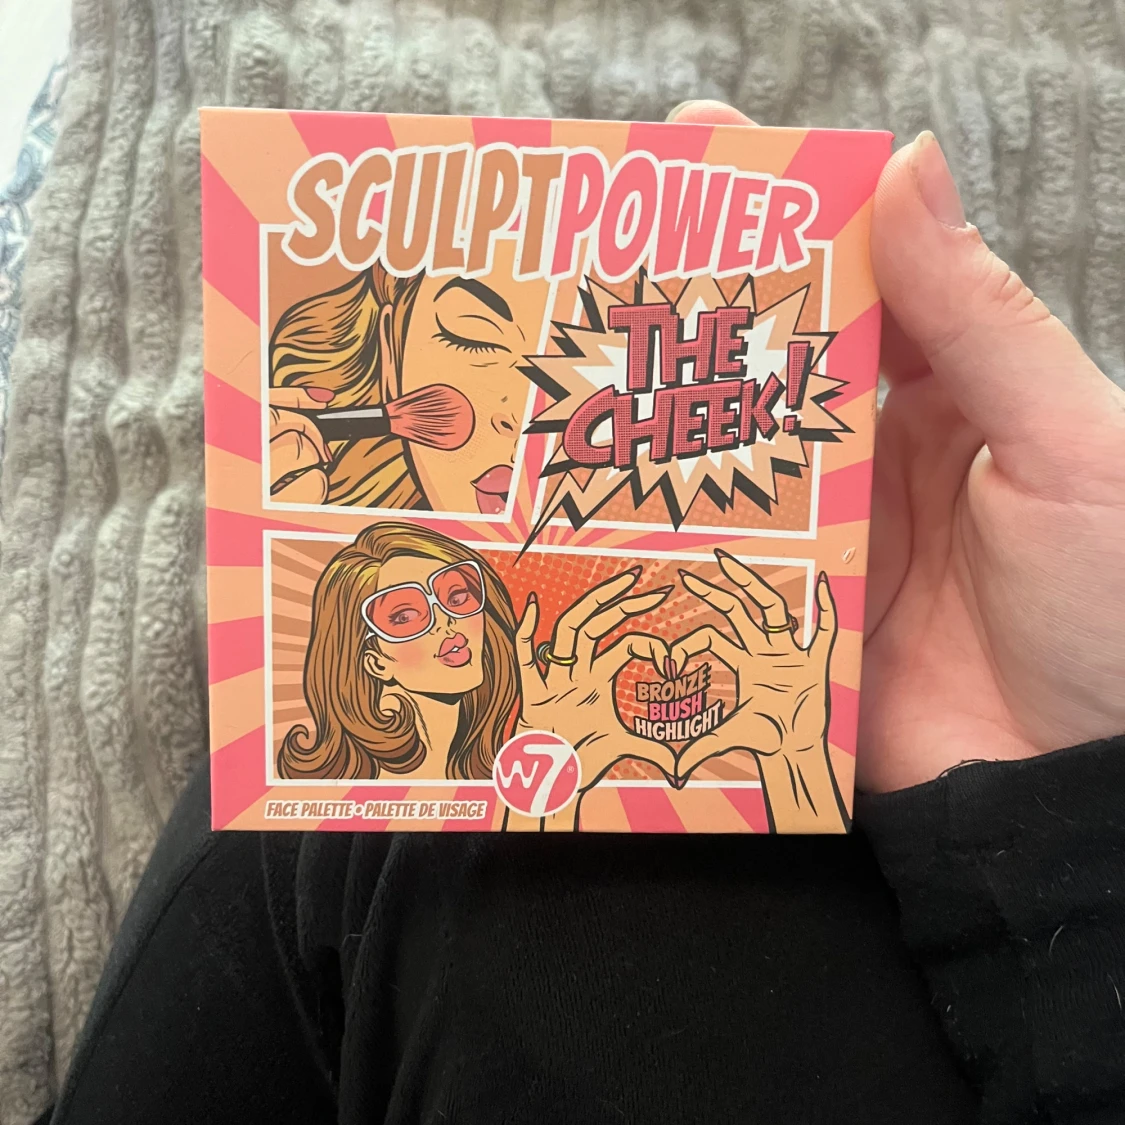 SCULPTPOWER
THE
CHEEK!
BRONZE
BLUSH
HIGHLIGHT
W7®
FACE PALETTE • PALETTE DE VISAGE